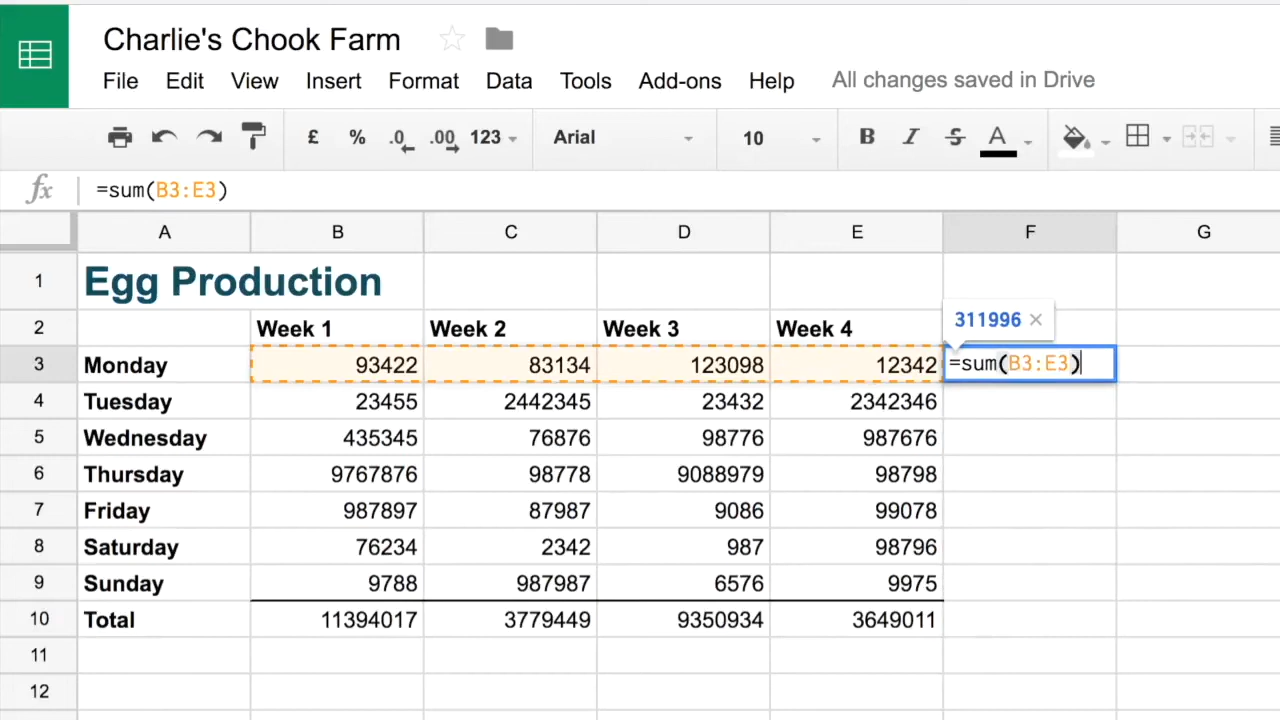 Charlie's Chook Farm
File Edit View Insert Format Data Tools Add-ons Help All changes saved in Drive
£ % .0 .00 123 Arial 10 B I S A
fx =sum(B3:E3)
A B C D E F G
1 Egg Production
2 Week 1 Week 2 Week 3 Week 4
311996 ×
3 Monday 93422 83134 123098 12342 =sum(B3:E3)
4 Tuesday 23455 2442345 23432 2342346
5 Wednesday 435345 76876 98776 987676
6 Thursday 9767876 98778 9088979 98798
7 Friday 987897 87987 9086 99078
8 Saturday 76234 2342 987 98796
9 Sunday 9788 987987 6576 9975
10 Total 11394017 3779449 9350934 3649011
11
12